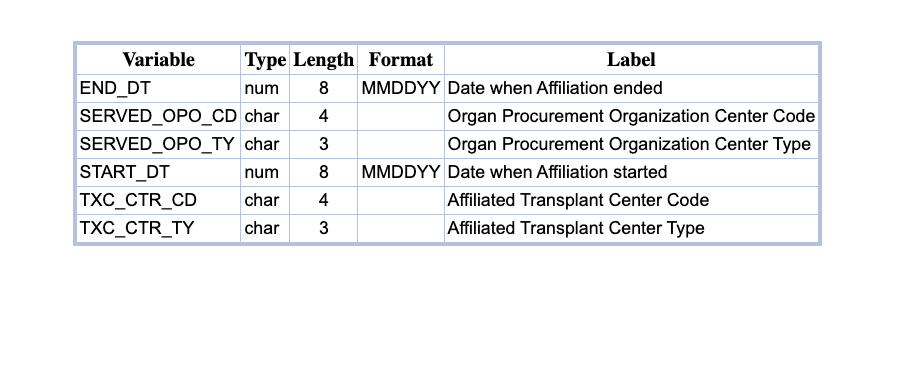 Variable Type Length Format Label
END_DT num 8 MMDDYY Date when Affiliation ended
SERVED_OPO_CD char 4 Organ Procurement Organization Center Code
SERVED_OPO_TY char 3 Organ Procurement Organization Center Type
START_DT num 8 MMDDYY Date when Affiliation started
TXC_CTR_CD char 4 Affiliated Transplant Center Code
TXC_CTR_TY char 3 Affiliated Transplant Center Type